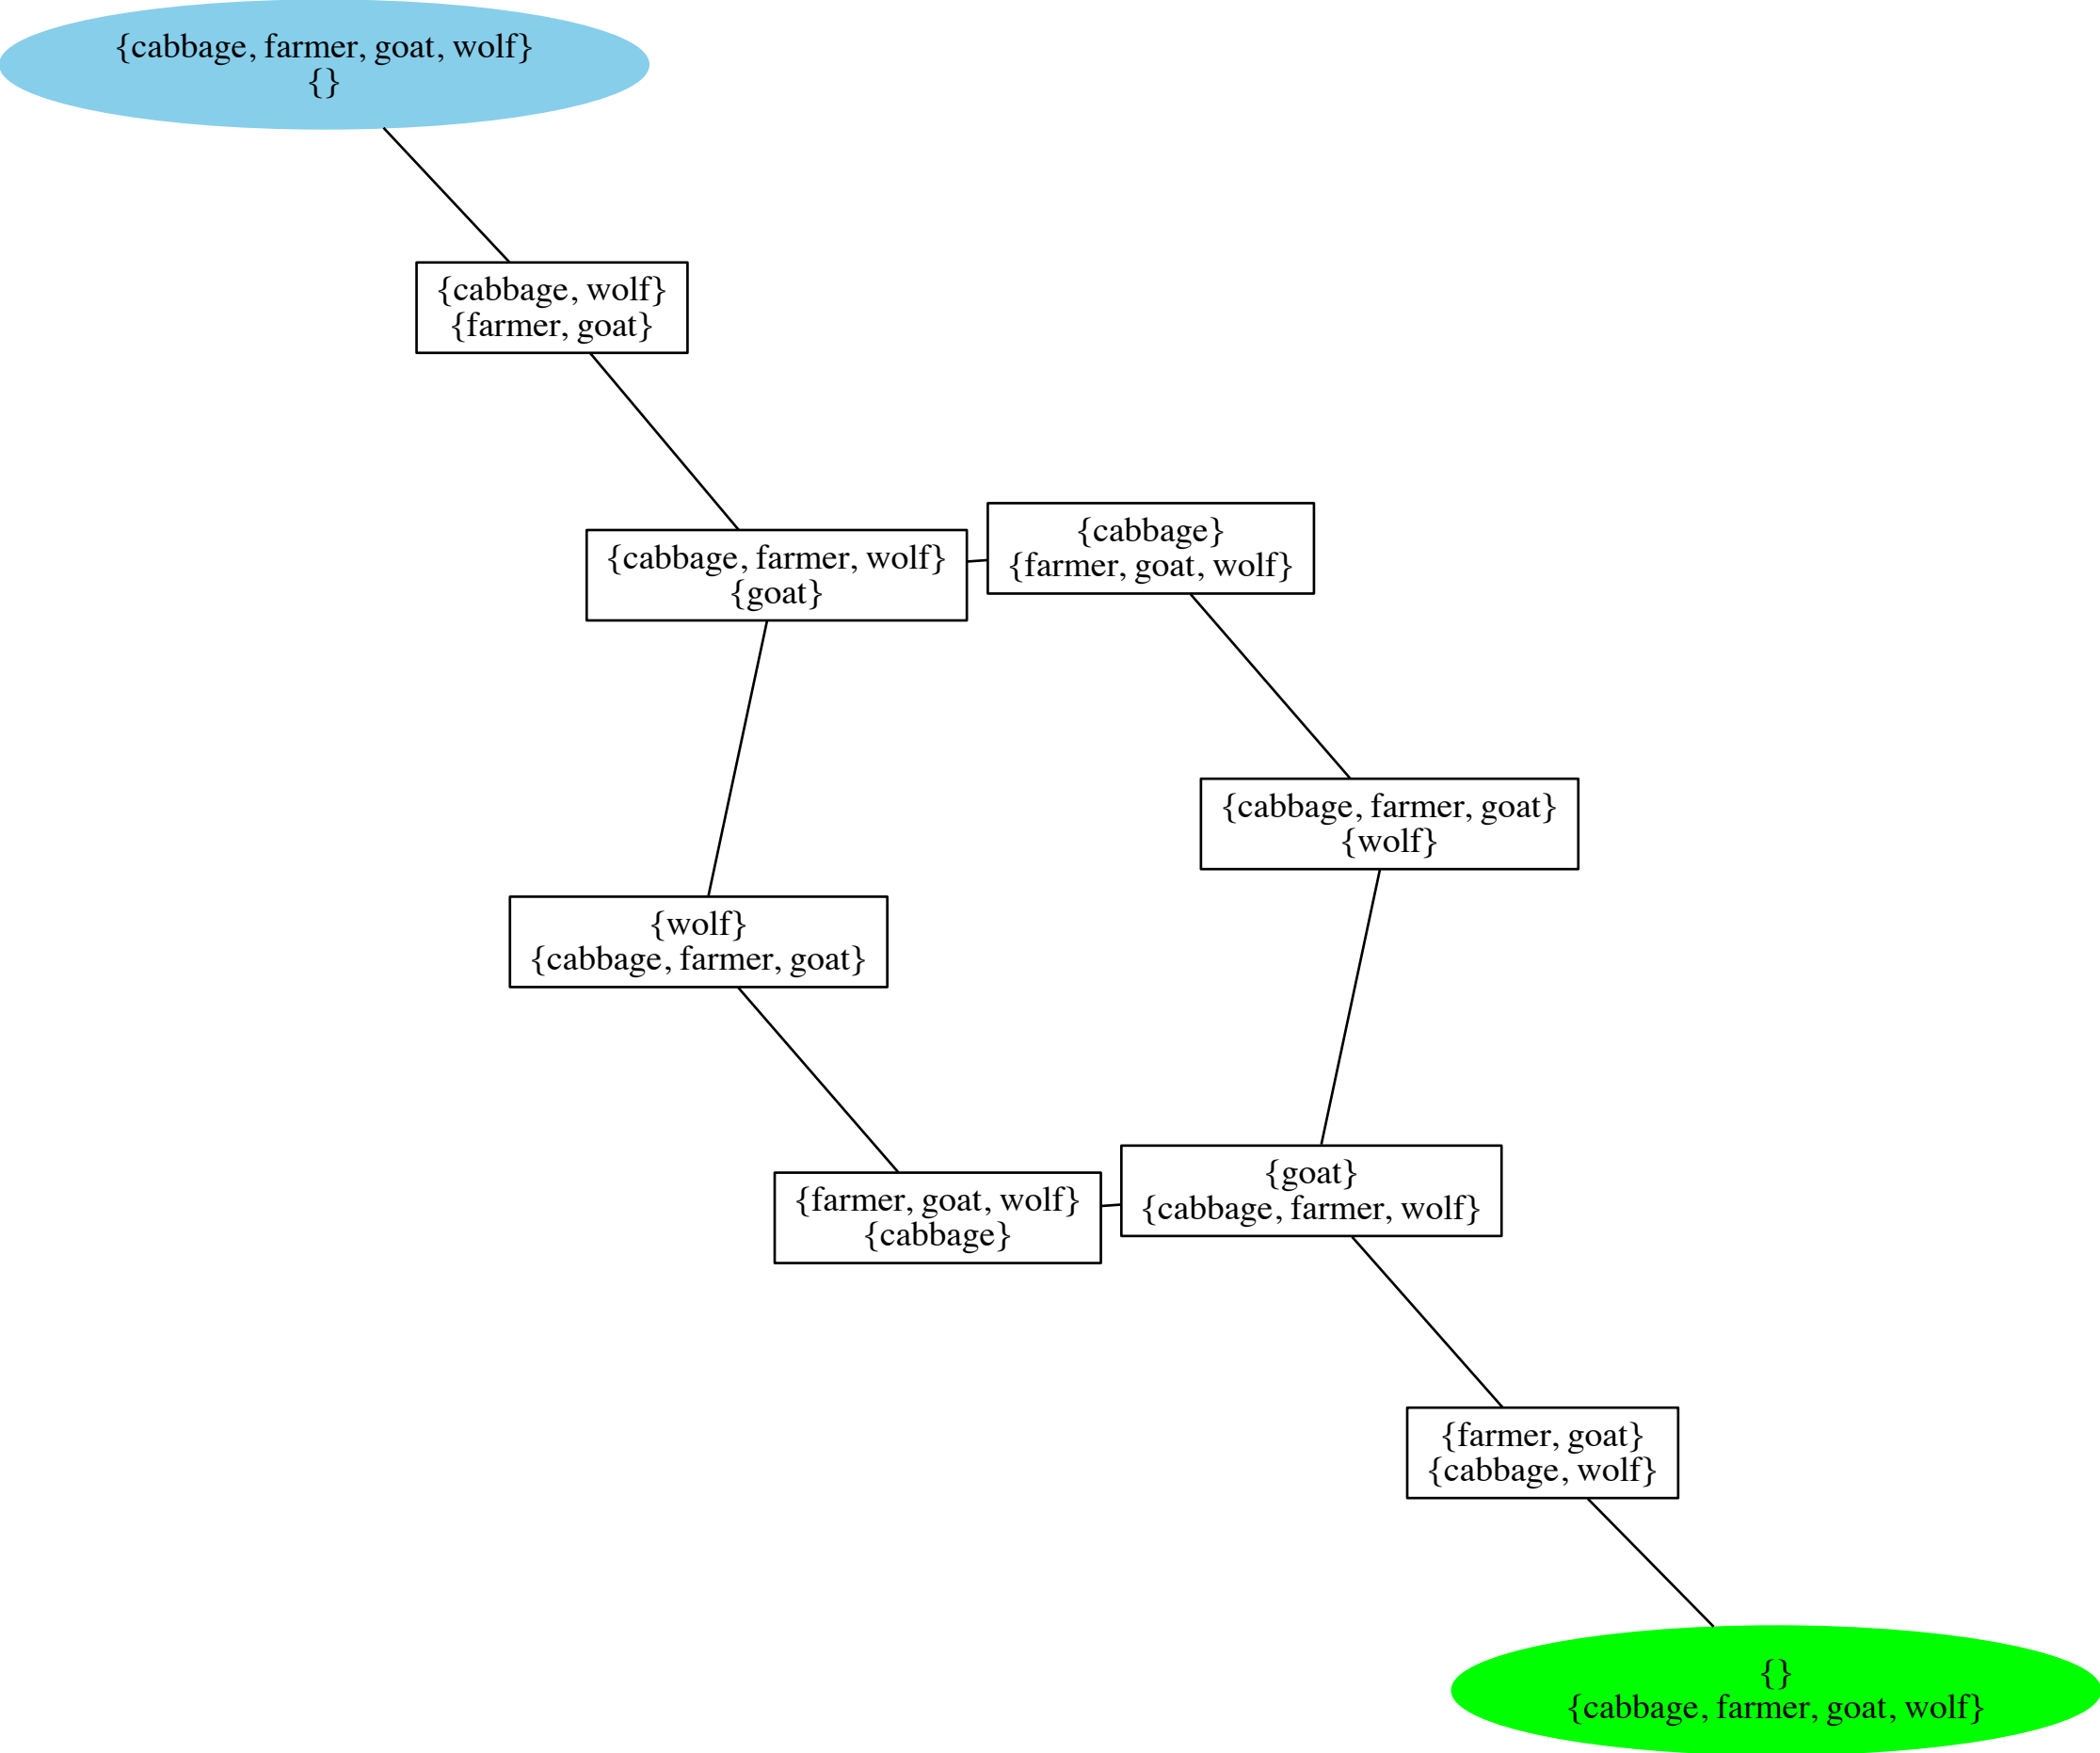 {cabbage, farmer, goat, wolf}
{}
{cabbage, wolf}
{farmer, goat}
{cabbage, farmer, wolf}
{goat}
{cabbage}
{farmer, goat, wolf}
{cabbage, farmer, goat}
{wolf}
{wolf}
{cabbage, farmer, goat}
{farmer, goat, wolf}
{cabbage}
{goat}
{cabbage, farmer, wolf}
{farmer, goat}
{cabbage, wolf}
{}
{cabbage, farmer, goat, wolf}